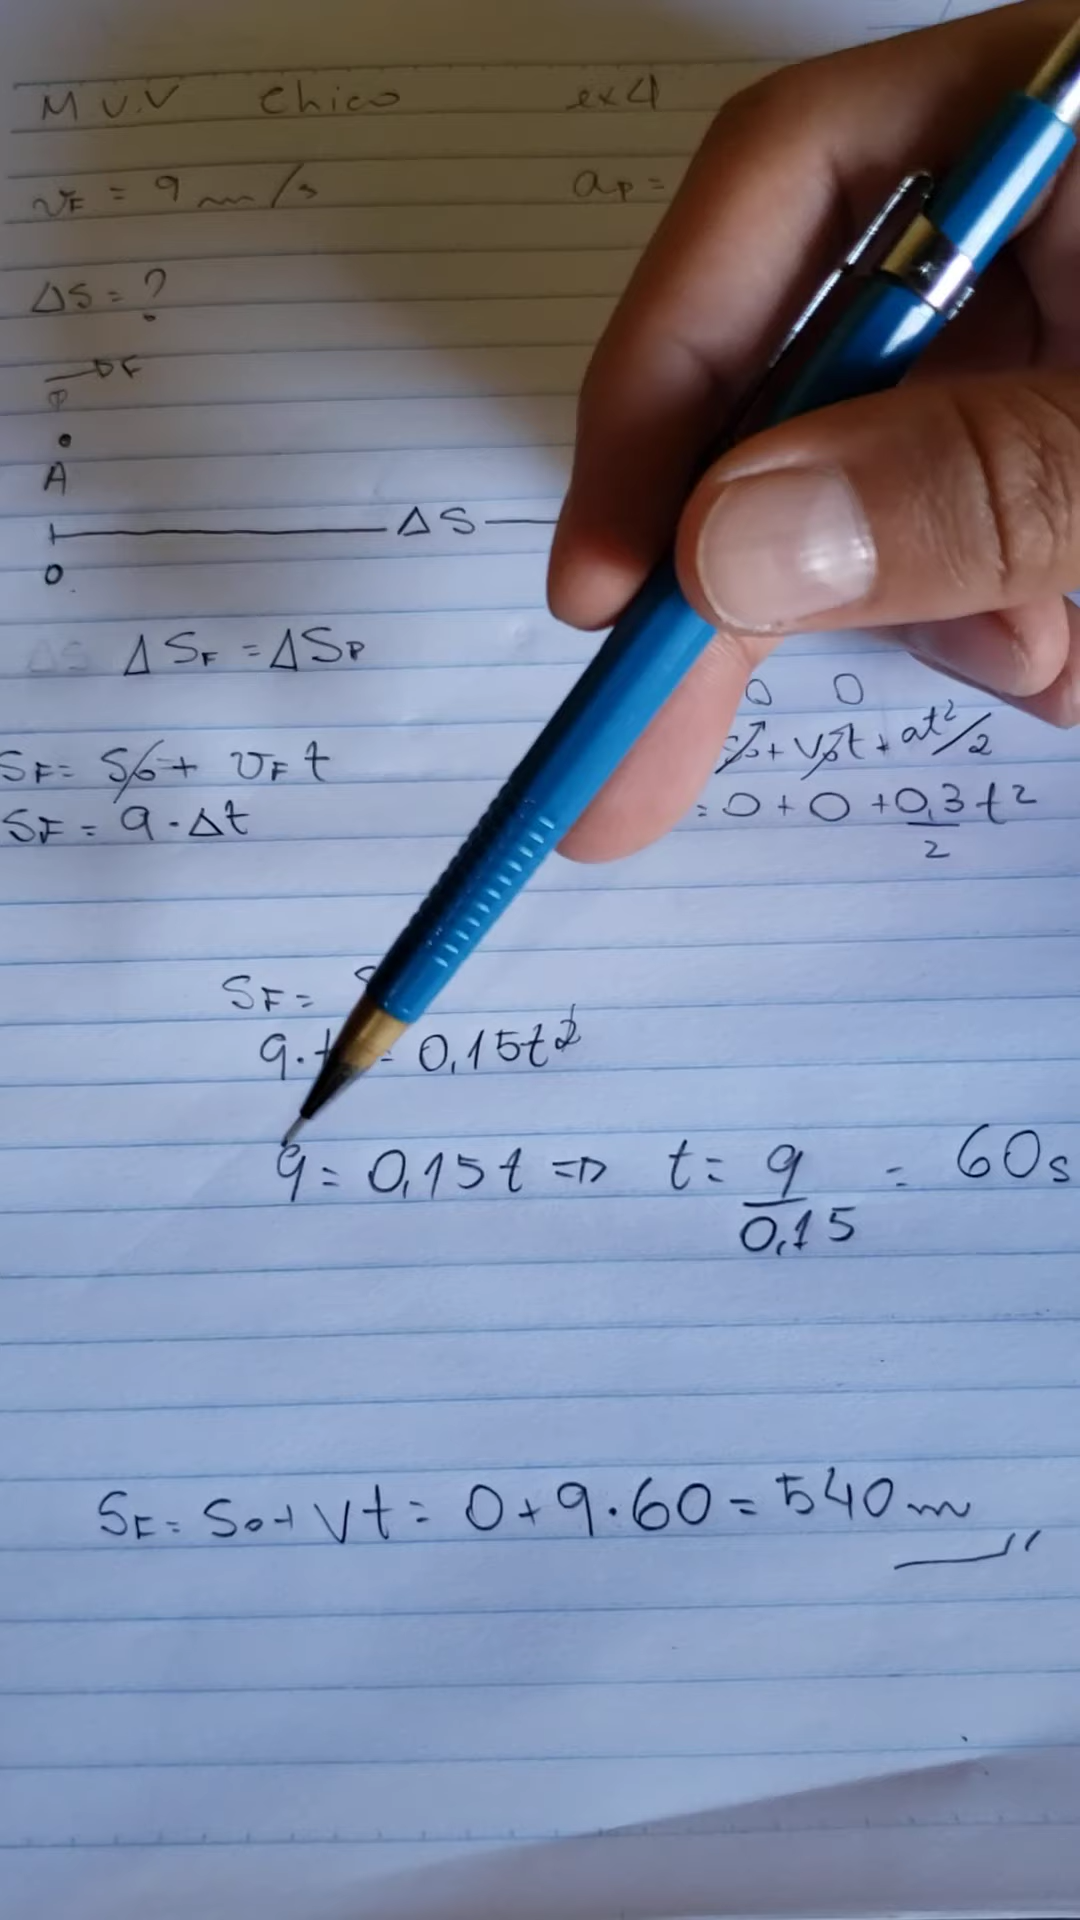 M U.V Chico ex4
vF = 9 m/s aP =
ΔS = ?
F
P
A
ΔS
0
ΔS ΔSF = ΔSP
0 0
SF = S0 + vF t S0 + v0t + at²/2
SF = 9 · Δt = 0 + 0 + 0,3 t²
2
SF = S
9. t = 0,15t²
9 = 0,15t => t = 9 = 60s
0,15
SF = S0 + vt = 0 + 9 . 60 = 540 m